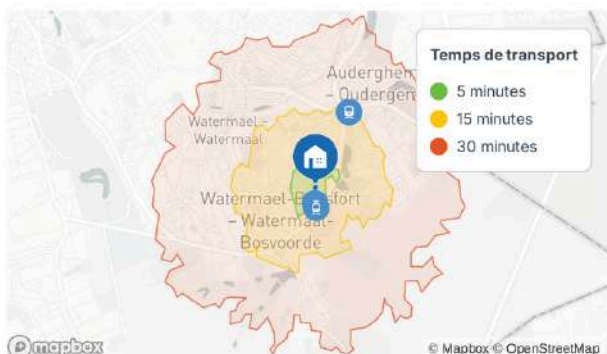 Temps de transport
5 minutes
15 minutes
30 minutes
Auderghem
- Oudergem
Watermael -
Watermaal
Watermael-B
sfort
- Watermaal-
Bosvoorde
mapbox
© Mapbox © OpenStreetMap